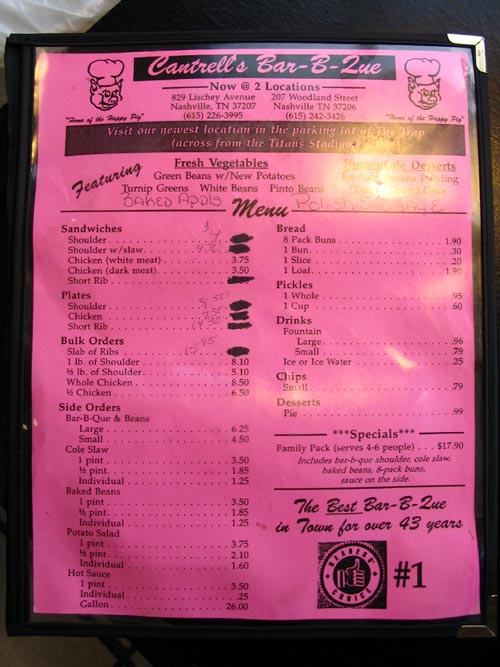 Cantrell's Bar-B-Que
Now @ 2 Locations
829 Lischey Avenue 207 Woodland Street
Nashville, TN 37207 Nashville TN 37206
(615) 226-3995 (615) 242-3426
"Home of the Happy Pig" "Home of the Happy Pig"
Visit our newest location in the parking lot of Tire Trap
(across from the Titans Stadium)
Featuring
Fresh Vegetables
Green Beans w/New Potatoes
Turnip Greens White Beans Pinto Beans
Baked Appls
Desserts
Pudding
Cake
Polish Sausage
Menu
Sandwiches
Shoulder $4
Shoulder w/slaw
Chicken (white meat) 3.75
Chicken (dark meat) 3.50
Short Rib
Plates
Shoulder
Chicken
Short Rib
Bulk Orders
Slab of Ribs 15.95
1 lb. of Shoulder 8.10
½ lb. of Shoulder 5.10
Whole Chicken 8.50
½ Chicken 6.50
Side Orders
Bar-B-Que & Beans
Large 6.25
Small 4.50
Cole Slaw
1 pint 3.50
½ pint 1.85
Individual 1.25
Baked Beans
1 pint 3.50
½ pint 1.85
Individual 1.25
Potato Salad
1 pint 3.75
½ pint 2.10
Individual 1.60
Hot Sauce
1 pint 3.50
Individual .25
Gallon 26.00
Bread
8 Pack Buns 1.90
1 Bun .30
1 Slice .20
1 Loaf 1.90
Pickles
1 Whole .95
1 Cup .60
Drinks
Fountain
Large .96
Small .79
Ice or Ice Water .25
Chips
Small .79
Desserts
Pie .99
***Specials***
Family Pack (serves 4-6 people) $17.90
Includes bar-b-que shoulder, cole slaw,
baked beans, 8-pack buns,
sauce on the side.
The Best Bar-B-Que
in Town for over 43 years
READERS' CHOICE
#1